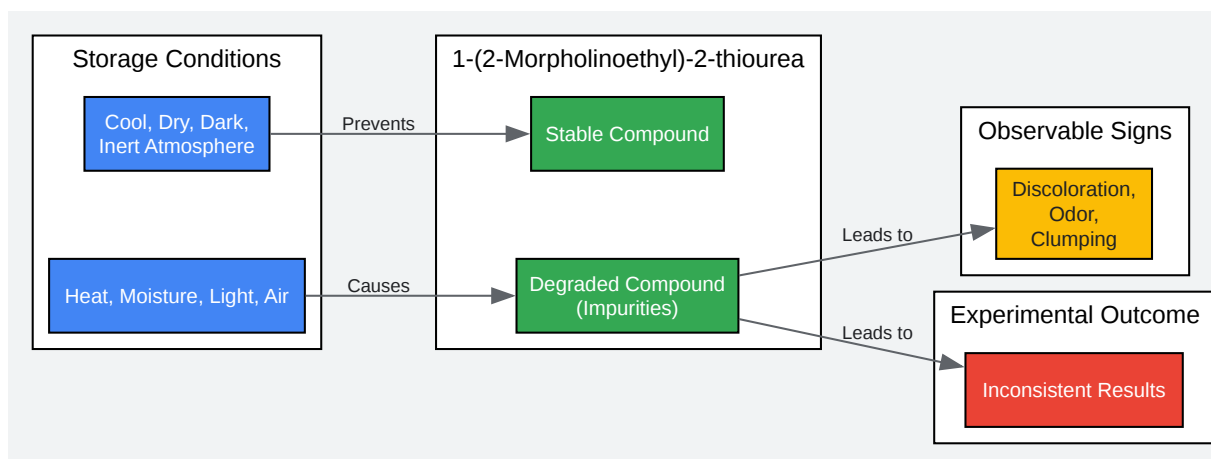 Storage Conditions
Cool, Dry, Dark,
Inert Atmosphere
Heat, Moisture, Light, Air
Prevents
Causes
1-(2-Morpholinoethyl)-2-thiourea
Stable Compound
Degraded Compound
(Impurities)
Leads to
Leads to
Observable Signs
Discoloration,
Odor,
Clumping
Experimental Outcome
Inconsistent Results